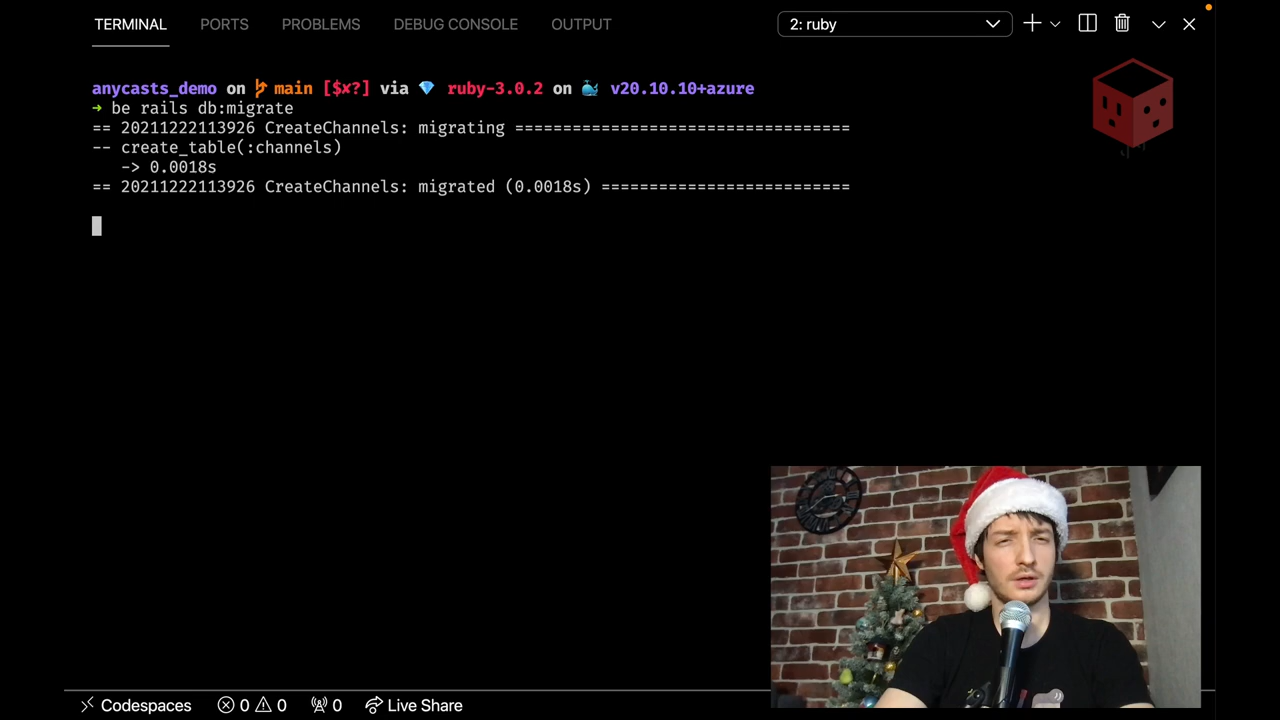 TERMINAL PORTS PROBLEMS DEBUG CONSOLE OUTPUT 2: ruby
anycasts_demo on main [$✘?] via 💎 ruby-3.0.2 on 🐳 v20.10.10+azure
➜ be rails db:migrate
== 20211222113926 CreateChannels: migrating ===================================
-- create_table(:channels)
   -> 0.0018s
== 20211222113926 CreateChannels: migrated (0.0018s) ==========================
Codespaces 0 0 0 Live Share